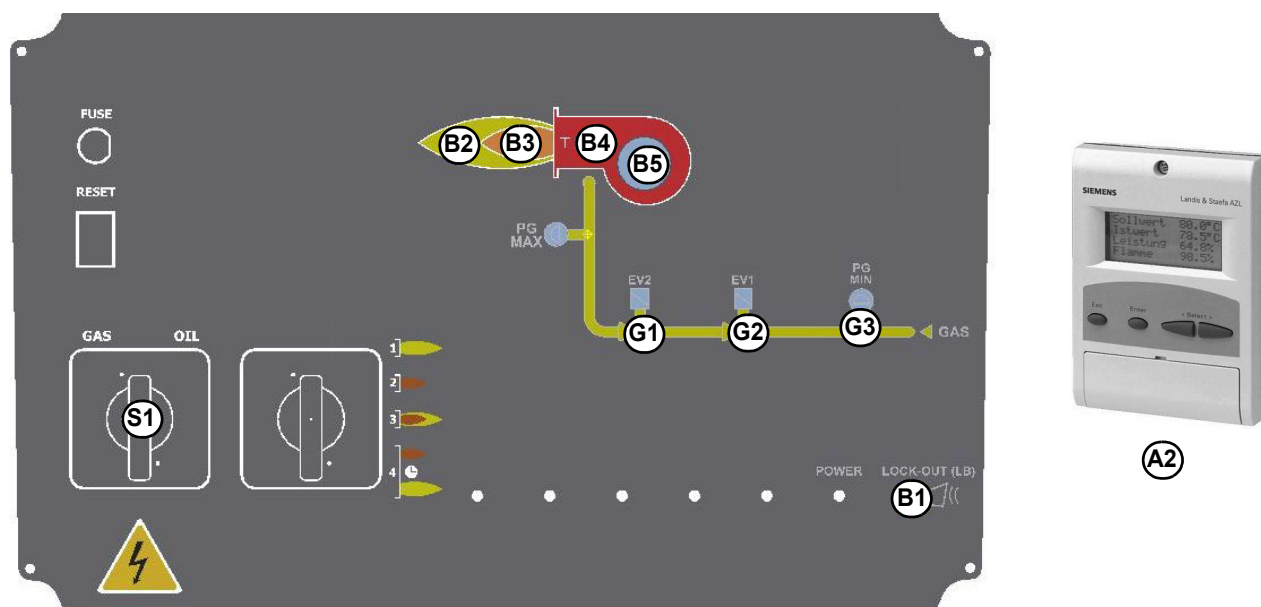 FUSE
RESET
GAS OIL
S1
B2 B3 T B4 B5
PG
MAX
EV2
EV1
PG
MIN
G1
G2
G3
GAS
1
2
3
4
POWER LOCK-OUT (LB)
B1
SIEMENS
Landis & Staefa AZL
Sollwert 80.0°C
Istwert 78.5°C
Leistung 64.8%
Flamme 98.5%
Esc
Enter
< Select >
A2